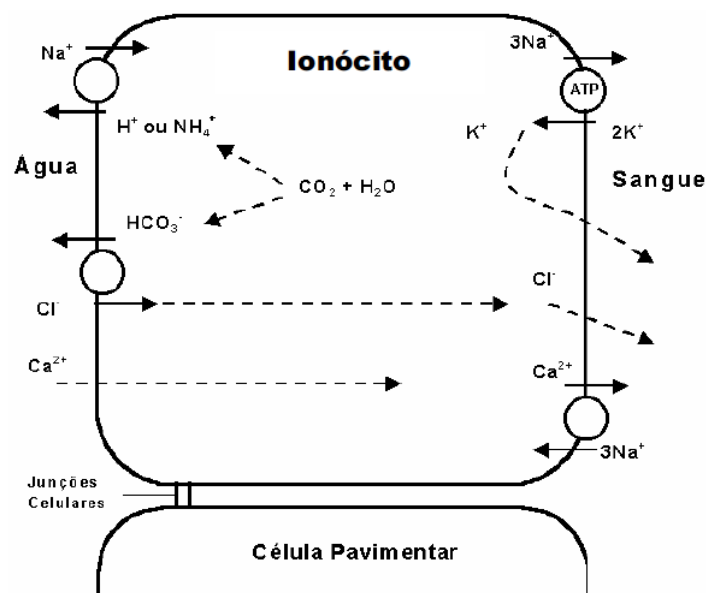 Na⁺
Ionócito
3Na⁺
ATP
H⁺ ou NH₄⁺
K⁺
2K⁺
Água
CO₂ + H₂O
Sangue
HCO₃⁻
Cl⁻
Cl⁻
Ca²⁺
Ca²⁺
3Na⁺
Junções
Celulares
Célula Pavimentar